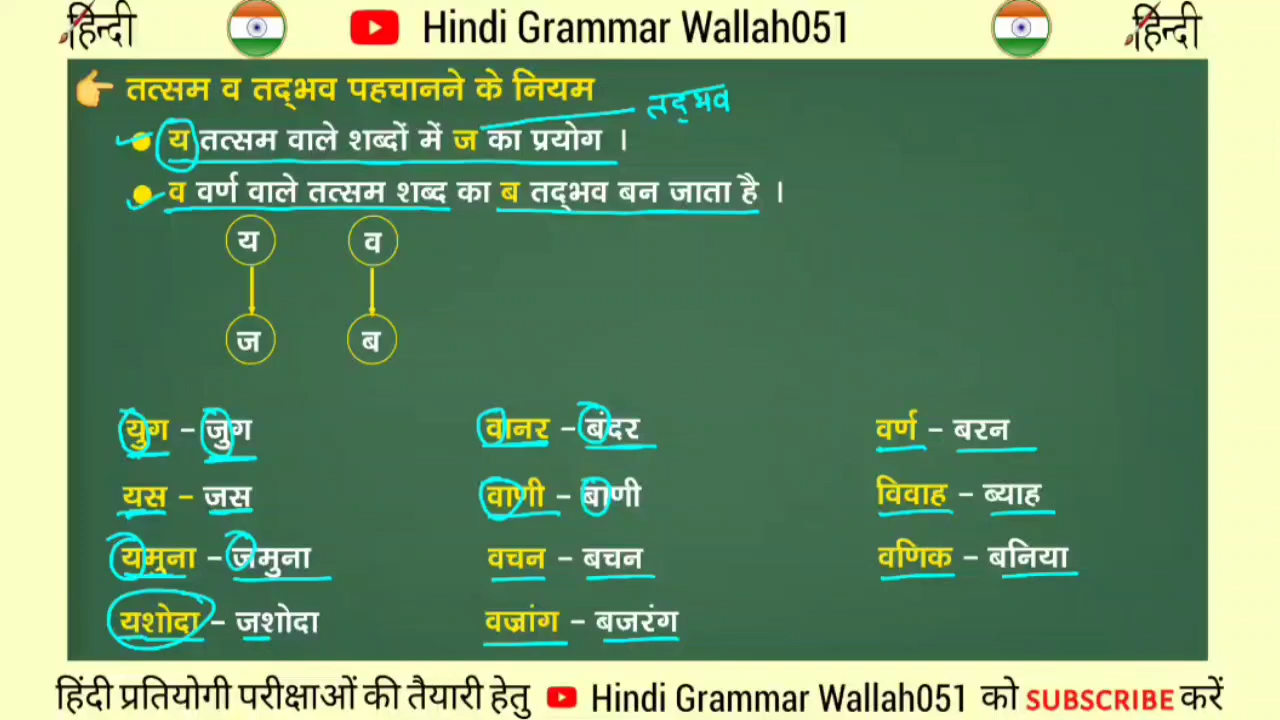 हिन्दी Hindi Grammar Wallah051 हिन्दी
तत्सम व तद्भव पहचानने के नियम
तद्भव
य तत्सम वाले शब्दों में ज का प्रयोग ।
व वर्ण वाले तत्सम शब्द का ब तद्भव बन जाता है ।
य व
ज ब
युग – जुग वानर – बंदर वर्ण – बरन
यस – जस वाणी – बाणी विवाह – ब्याह
यमुना – जमुना वचन – बचन वणिक – बनिया
यशोदा – जशोदा वज्रांग – बजरंग
हिंदी प्रतियोगी परीक्षाओं की तैयारी हेतु Hindi Grammar Wallah051 को SUBSCRIBE करें